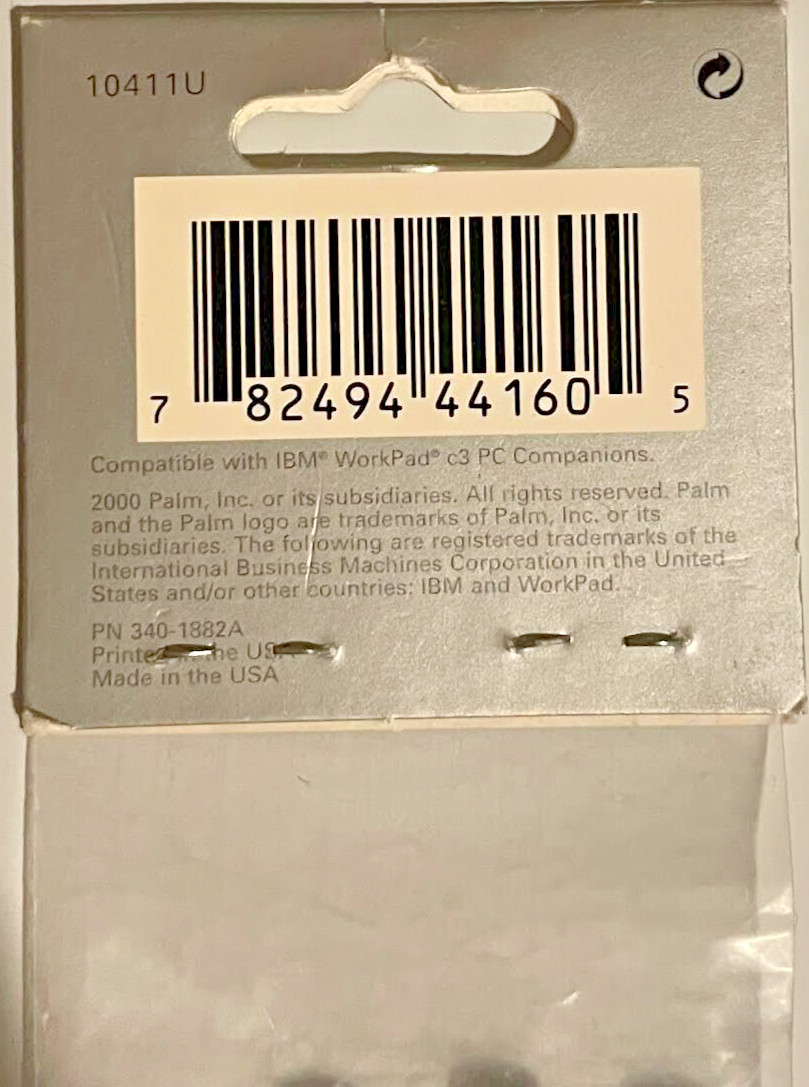 10411U
7 82494 44160 5
Compatible with IBM® WorkPad® c3 PC Companions.
2000 Palm, Inc. or its subsidiaries. All rights reserved. Palm
and the Palm logo are trademarks of Palm, Inc. or its
subsidiaries. The following are registered trademarks of the
International Business Machines Corporation in the United
States and/or other countries: IBM and WorkPad.
PN 340-1882A
Printed in the USA
Made in the USA